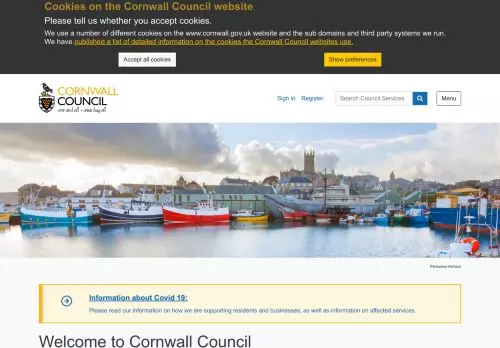 Cookies on the Cornwall Council website
Please tell us whether you accept cookies.
We use a number of different cookies on the www.cornwall.gov.uk website and the sub domains and third party systems we run.
We have published a list of detailed information on the cookies the Cornwall Council websites use.
Accept all cookies
Show preferences
CORNWALL
COUNCIL
one and all • onen hag oll
Sign in
Register
Search Council Services
Menu
Penzance Harbour
Information about Covid 19:
Please read our information on how we are supporting residents and businesses, as well as information on affected services.
Welcome to Cornwall Council